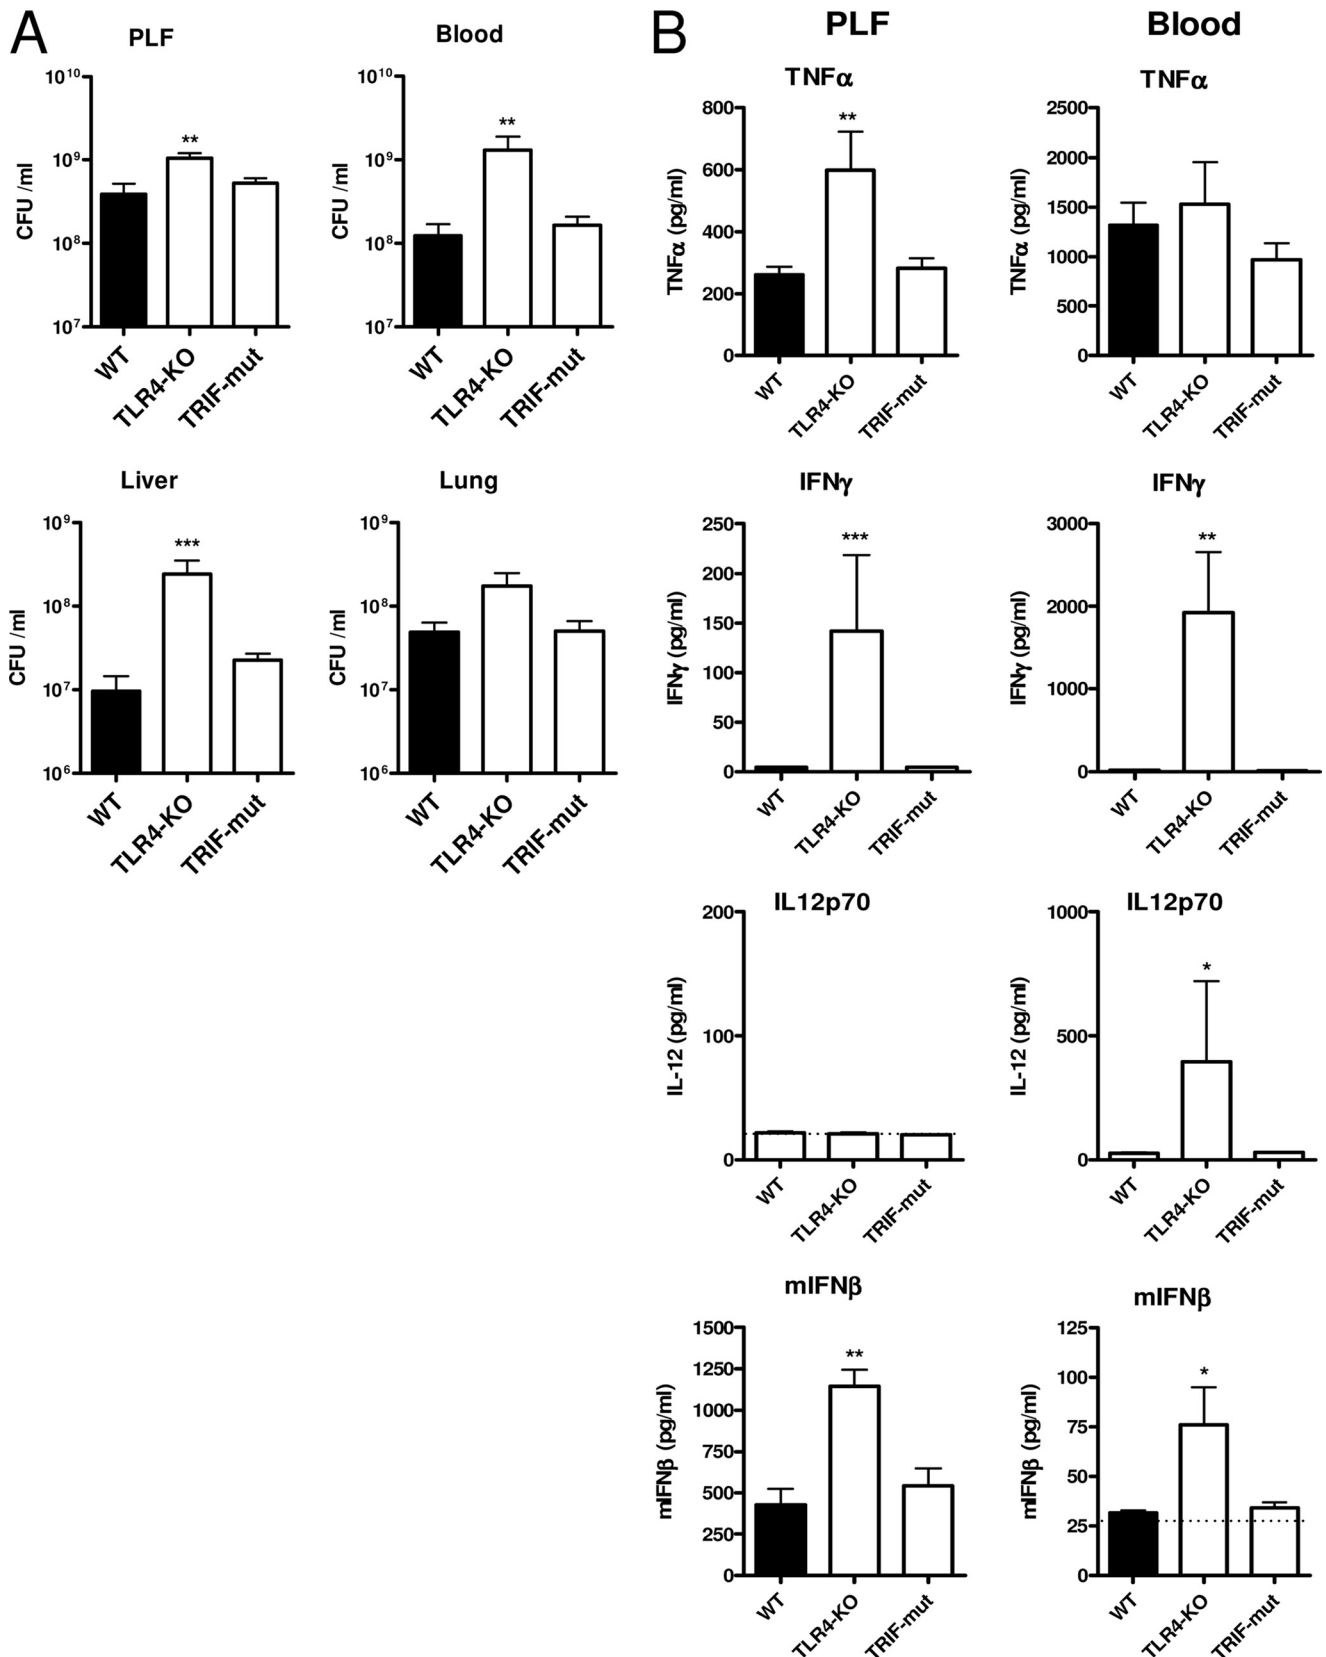 A
PLF
CFU /ml
10^10
10^9
10^8
10^7
**
WT
TLR4-KO
TRIF-mut
Blood
CFU /ml
10^10
10^9
10^8
10^7
**
WT
TLR4-KO
TRIF-mut
Liver
CFU /ml
10^9
10^8
10^7
10^6
***
WT
TLR4-KO
TRIF-mut
Lung
CFU /ml
10^9
10^8
10^7
10^6
WT
TLR4-KO
TRIF-mut
B
PLF
Blood
TNFα
TNFα (pg/ml)
800
600
400
200
0
**
WT
TLR4-KO
TRIF-mut
TNFα
TNFα (pg/ml)
2500
2000
1500
1000
500
0
WT
TLR4-KO
TRIF-mut
IFNγ
IFNγ (pg/ml)
250
200
150
100
50
0
***
WT
TLR4-KO
TRIF-mut
IFNγ
IFNγ (pg/ml)
3000
2000
1000
0
**
WT
TLR4-KO
TRIF-mut
IL12p70
IL-12 (pg/ml)
200
100
0
WT
TLR4-KO
TRIF-mut
IL12p70
IL-12 (pg/ml)
1000
500
0
*
WT
TLR4-KO
TRIF-mut
mIFNβ
mIFNβ (pg/ml)
1500
1250
1000
750
500
250
0
**
WT
TLR4-KO
TRIF-mut
mIFNβ
mIFNβ (pg/ml)
125
100
75
50
25
0
*
WT
TLR4-KO
TRIF-mut